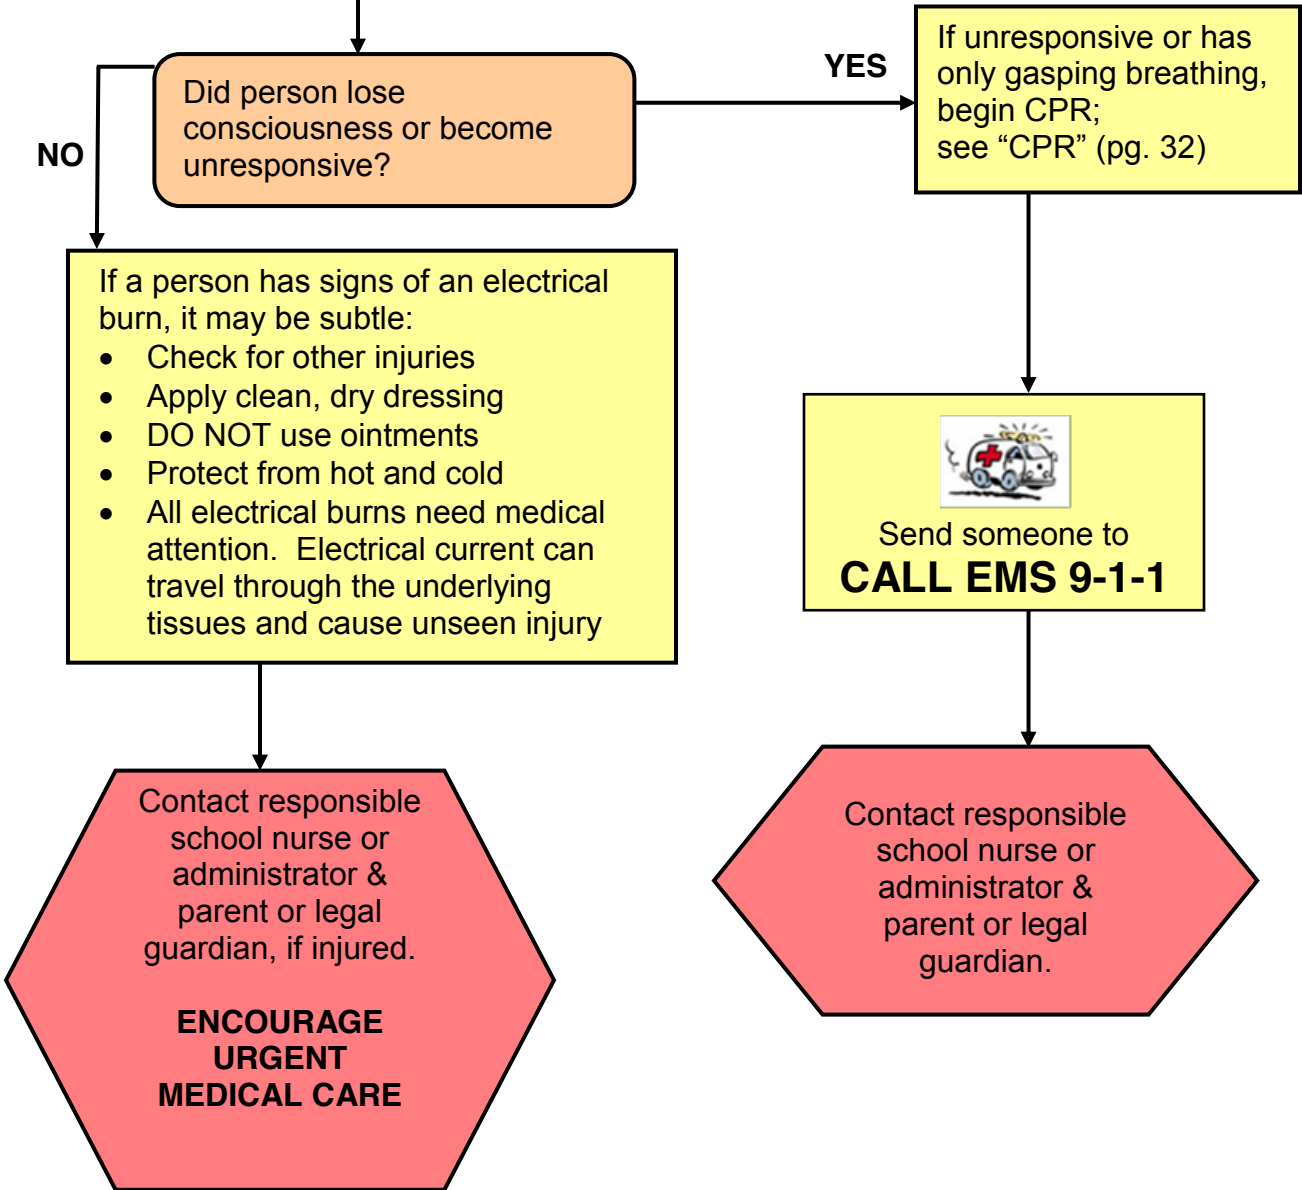 Did person lose
consciousness or become
unresponsive?
YES
If unresponsive or has
only gasping breathing,
begin CPR;
see “CPR” (pg. 32)
NO
If a person has signs of an electrical
burn, it may be subtle:
• Check for other injuries
• Apply clean, dry dressing
• DO NOT use ointments
• Protect from hot and cold
• All electrical burns need medical
attention.  Electrical current can
travel through the underlying
tissues and cause unseen injury
Send someone to
CALL EMS 9-1-1
Contact responsible
school nurse or
administrator &
parent or legal
guardian, if injured.
ENCOURAGE
URGENT
MEDICAL CARE
Contact responsible
school nurse or
administrator &
parent or legal
guardian.